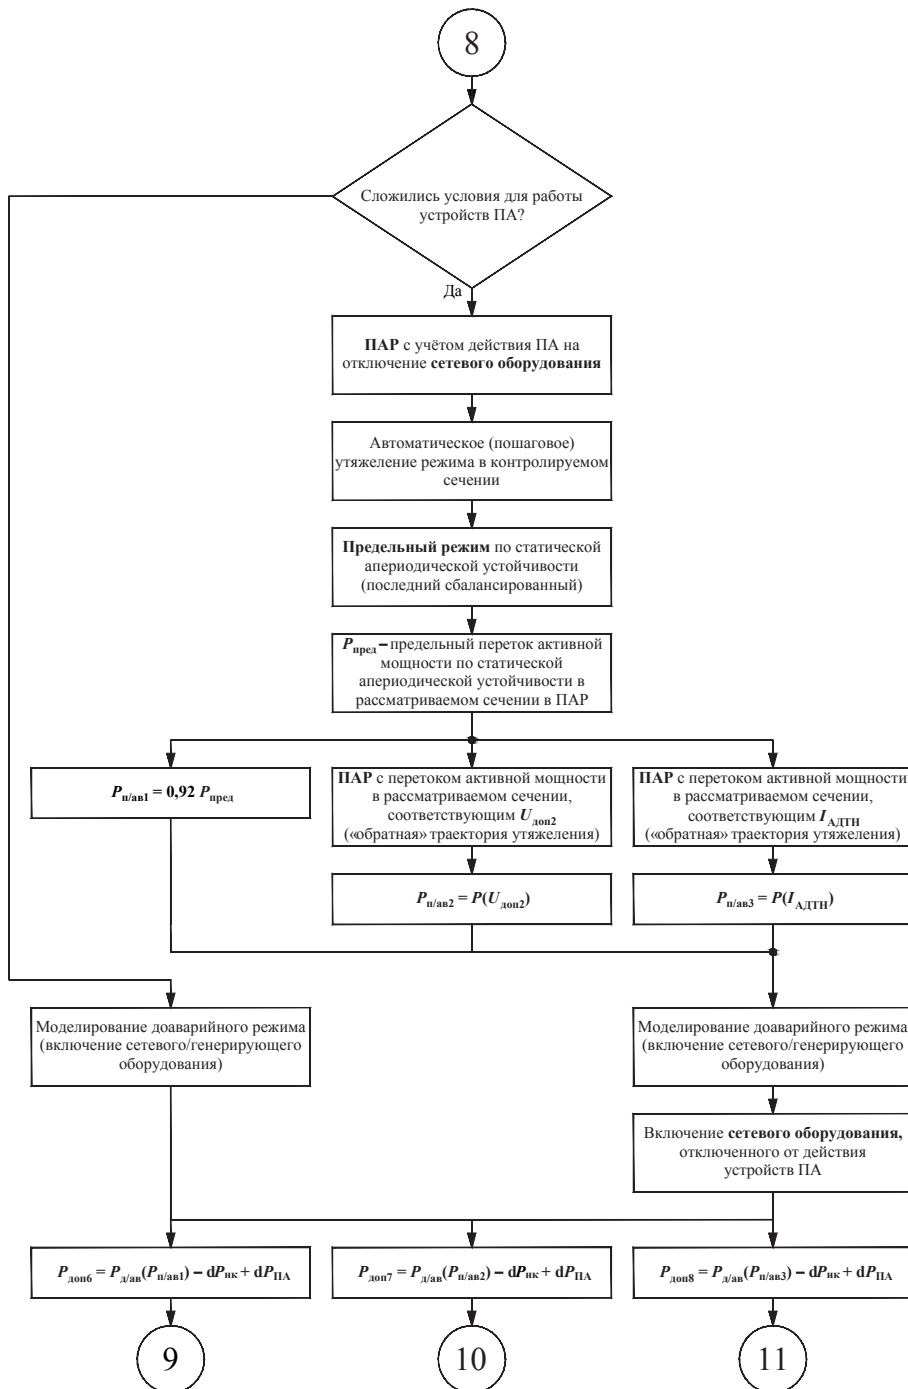 8
Сложились условия для работы
устройств ПА?
Да
ПАР с учётом действия ПА на
отключение сетевого оборудования
Автоматическое (пошаговое)
утяжеление режима в контролируемом
сечении
Предельный режим по статической
апериодической устойчивости
(последний сбалансированный)
Pпред – предельный переток активной
мощности по статической
апериодической устойчивости в
рассматриваемом сечении в ПАР
Pп/ав1 = 0,92 Pпред
ПАР с перетоком активной мощности
в рассматриваемом сечении,
соответствующим Uдоп2
(«обратная» траектория утяжеления)
ПАР с перетоком активной мощности
в рассматриваемом сечении,
соответствующим IАДТН
(«обратная» траектория утяжеления)
Pп/ав2 = P(Uдоп2)
Pп/ав3 = P(IАДТН)
Моделирование доаварийного режима
(включение сетевого/генерирующего
оборудования)
Моделирование доаварийного режима
(включение сетевого/генерирующего
оборудования)
Включение сетевого оборудования,
отключенного от действия
устройств ПА
Pдоп6 = Pд/ав(Pп/ав1) – dPнк + dPПА
Pдоп7 = Pд/ав(Pп/ав2) – dPнк + dPПА
Pдоп8 = Pд/ав(Pп/ав3) – dPнк + dPПА
9
10
11